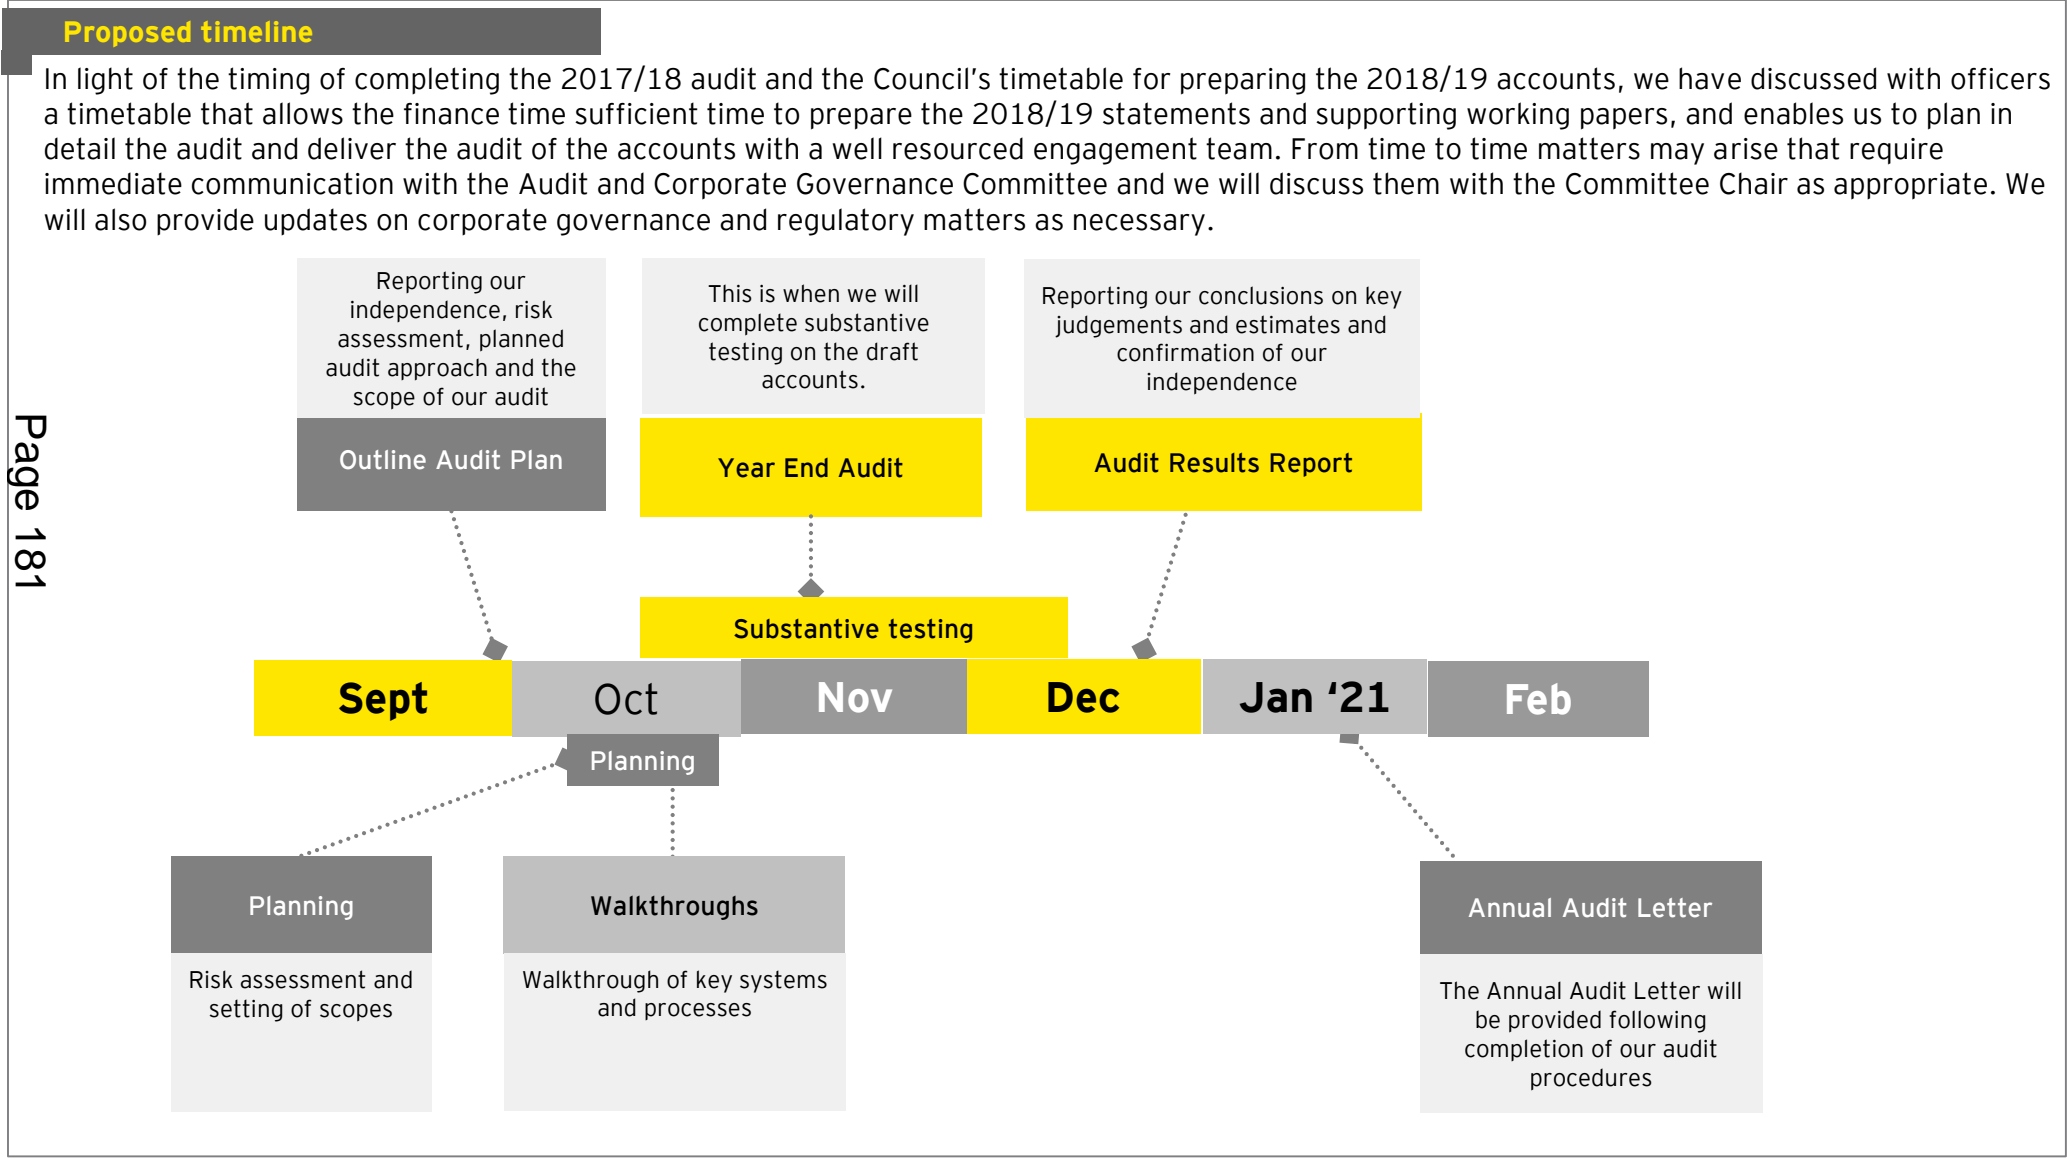 Proposed timeline
In light of the timing of completing the 2017/18 audit and the Council’s timetable for preparing the 2018/19 accounts, we have discussed with officers
a timetable that allows the finance time sufficient time to prepare the 2018/19 statements and supporting working papers, and enables us to plan in
detail the audit and deliver the audit of the accounts with a well resourced engagement team. From time to time matters may arise that require
immediate communication with the Audit and Corporate Governance Committee and we will discuss them with the Committee Chair as appropriate. We
will also provide updates on corporate governance and regulatory matters as necessary.
Reporting our
independence, risk
assessment, planned
audit approach and the
scope of our audit
Outline Audit Plan
This is when we will
complete substantive
testing on the draft
accounts.
Year End Audit
Reporting our conclusions on key
judgements and estimates and
confirmation of our
independence
Audit Results Report
Page 181
Substantive testing
Sept
Oct
Nov
Dec
Jan ‘21
Feb
Planning
Planning
Risk assessment and
setting of scopes
Walkthroughs
Walkthrough of key systems
and processes
Annual Audit Letter
The Annual Audit Letter will
be provided following
completion of our audit
procedures